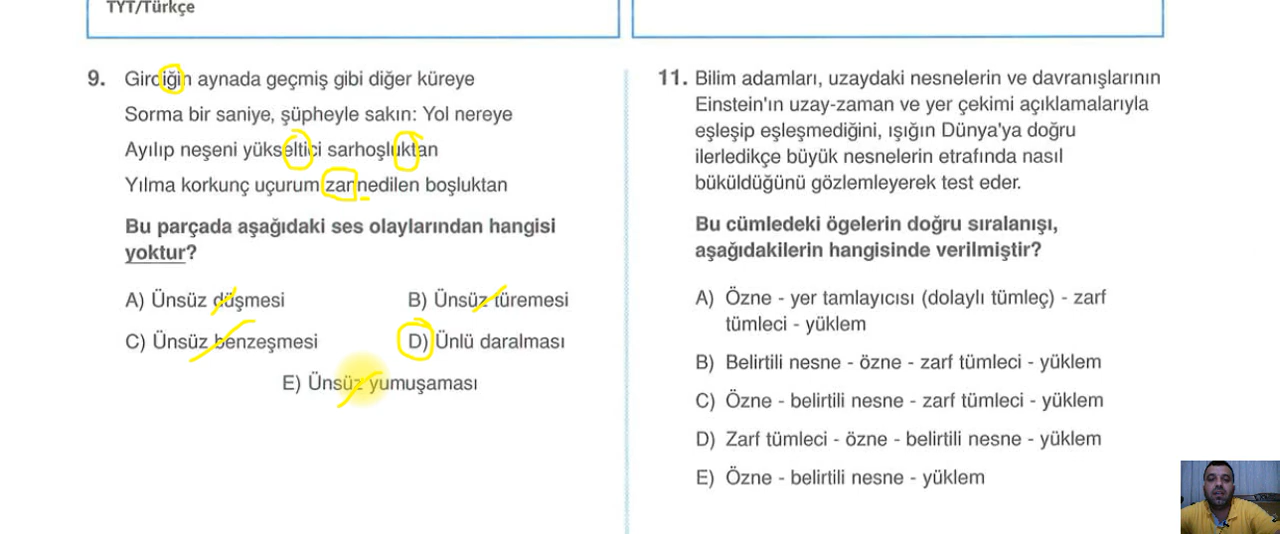 TYT/Türkçe
9. Girdiğin aynada geçmiş gibi diğer küreye
Sorma bir saniye, şüpheyle sakın: Yol nereye
Ayılıp neşeni yükseltici sarhoşluktan
Yılma korkunç uçurum zannedilen boşluktan
Bu parçada aşağıdaki ses olaylarından hangisi
yoktur?
A) Ünsüz düşmesi
B) Ünsüz türemesi
C) Ünsüz benzeşmesi
D) Ünlü daralması
E) Ünsüz yumuşaması
11. Bilim adamları, uzaydaki nesnelerin ve davranışlarının
Einstein'ın uzay-zaman ve yer çekimi açıklamalarıyla
eşleşip eşleşmediğini, ışığın Dünya'ya doğru
ilerledikçe büyük nesnelerin etrafında nasıl
büküldüğünü gözlemleyerek test eder.
Bu cümledeki ögelerin doğru sıralanışı,
aşağıdakilerin hangisinde verilmiştir?
A) Özne - yer tamlayıcısı (dolaylı tümleç) - zarf
tümleci - yüklem
B) Belirtili nesne - özne - zarf tümleci - yüklem
C) Özne - belirtili nesne - zarf tümleci - yüklem
D) Zarf tümleci - özne - belirtili nesne - yüklem
E) Özne - belirtili nesne - yüklem